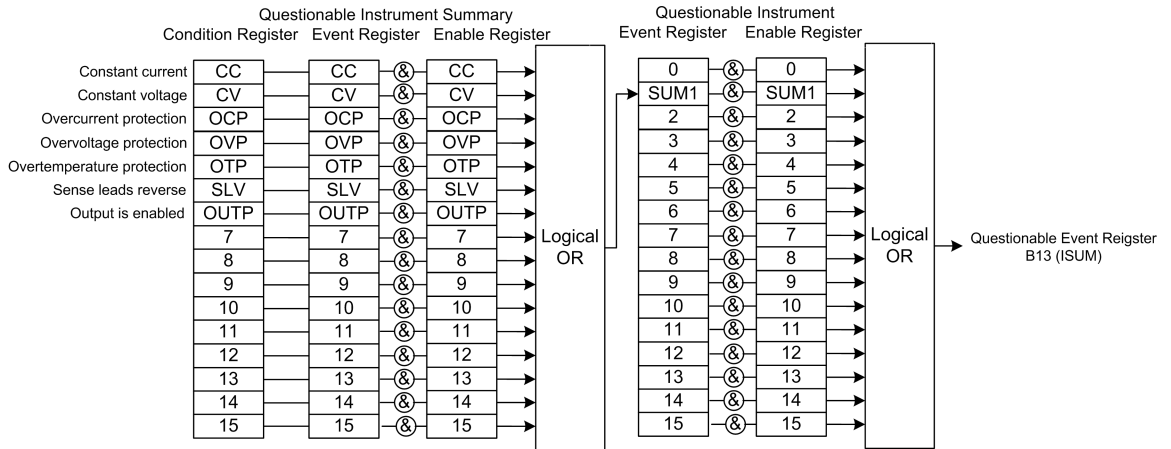 Questionable Instrument Summary
Condition Register Event Register Enable Register
Questionable Instrument
Event Register Enable Register
Constant current CC CC & CC 0 & 0
Constant voltage CV CV & CV SUM1 & SUM1
Overcurrent protection OCP OCP & OCP 2 & 2
Overvoltage protection OVP OVP & OVP 3 & 3
Overtemperature protection OTP OTP & OTP 4 & 4
Sense leads reverse SLV SLV & SLV 5 & 5
Output is enabled OUTP OUTP & OUTP 6 & 6
7 7 & 7 7 & 7
8 8 & 8 8 & 8
9 9 & 9 9 & 9
10 10 & 10 10 & 10
11 11 & 11 11 & 11
12 12 & 12 12 & 12
13 13 & 13 13 & 13
14 14 & 14 14 & 14
15 15 & 15 15 & 15
Logical
OR
Logical
OR
Questionable Event Reigster
B13 (ISUM)